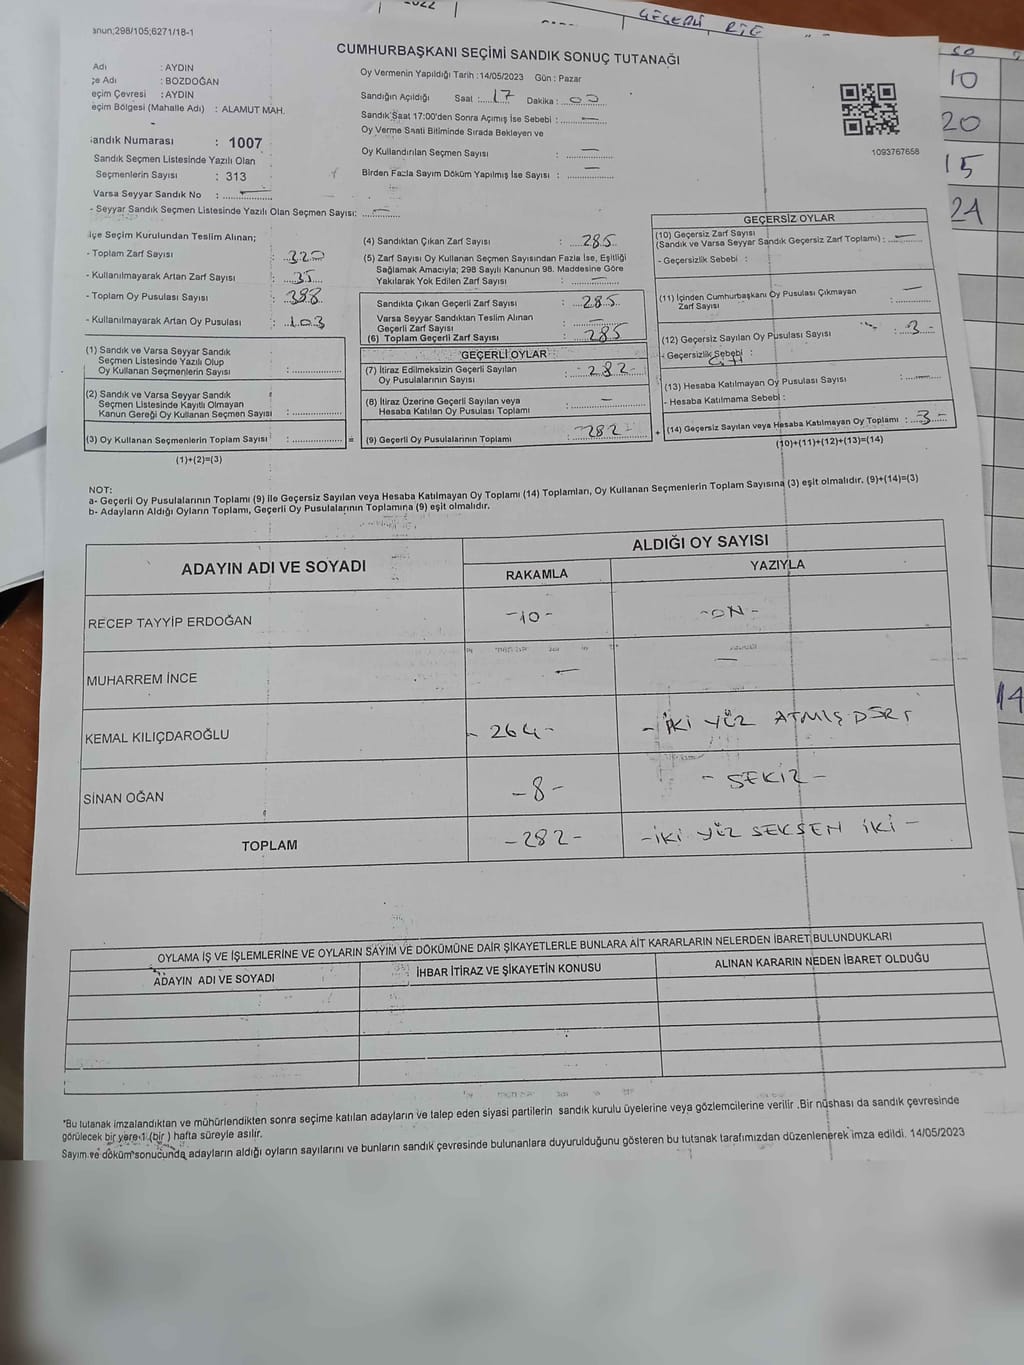 GEÇERLİ, RTE
50
10
20
15
24
14
CUMHURBAŞKANI SEÇİMİ SANDIK SONUÇ TUTANAĞI
Oy Vermenin Yapıldığı Tarih : 14/05/2023 Gün : Pazar
: AYDIN
: BOZDOĞAN
: AYDIN
: ALAMUT MAH.
Sandığın Açıldığı Saat : 17 Dakika : 00
Sandık Saat 17:00'den Sonra Açımış İse Sebebi : —
Oy Verme Saati Bitiminde Sırada Bekleyen ve
Oy Kullandırılan Seçmen Sayısı : —
Birden Fazla Sayım Döküm Yapılmış İse Sayısı : —
1093767658
andık Numarası : 1007
Sandık Seçmen Listesinde Yazılı Olan
Seçmenlerin Sayısı : 313
Varsa Seyyar Sandık No : —
- Seyyar Sandık Seçmen Listesinde Yazılı Olan Seçmen Sayısı: —
lçe Seçim Kurulundan Teslim Alınan;
- Toplam Zarf Sayısı : 320
- Kullanılmayarak Artan Zarf Sayısı : 35
- Toplam Oy Pusulası Sayısı : 388
- Kullanılmayarak Artan Oy Pusulası : 103
(1) Sandık ve Varsa Seyyar Sandık
Seçmen Listesinde Yazılı Olup
Oy Kullanan Seçmenlerin Sayısı :
(2) Sandık ve Varsa Seyyar Sandık
Seçmen Listesinde Kayıtlı Olmayan
Kanun Gereği Oy Kullanan Seçmen Sayısı :
(3) Oy Kullanan Seçmenlerin Toplam Sayısı :
(1)+(2)=(3)
=
(4) Sandıktan Çıkan Zarf Sayısı : 285
(5) Zarf Sayısı Oy Kullanan Seçmen Sayısından Fazla İse, Eşitliği
Sağlamak Amacıyla; 298 Sayılı Kanunun 98. Maddesine Göre
Yakılarak Yok Edilen Zarf Sayısı : —
Sandıkta Çıkan Geçerli Zarf Sayısı : 285
Varsa Seyyar Sandıktan Teslim Alınan
Geçerli Zarf Sayısı : —
(6) Toplam Geçerli Zarf Sayısı : 285
GEÇERLİ OYLAR
(7) İtiraz Edilmeksizin Geçerli Sayılan
Oy Pusulalarının Sayısı : -282-
(8) İtiraz Üzerine Geçerli Sayılan veya
Hesaba Katılan Oy Pusulası Toplamı : —
(9) Geçerli Oy Pusulalarının Toplamı : -282-
+
GEÇERSİZ OYLAR
(10) Geçersiz Zarf Sayısı
(Sandık ve Varsa Seyyar Sandık Geçersiz Zarf Toplamı) : —
- Geçersizlik Sebebi :
(11) İçinden Cumhurbaşkanı Oy Pusulası Çıkmayan
Zarf Sayısı : —
(12) Geçersiz Sayılan Oy Pusulası Sayısı : -3-
- Geçersizlik Sebebi :
(13) Hesaba Katılmayan Oy Pusulası Sayısı : —
- Hesaba Katılmama Sebebi :
(14) Geçersiz Sayılan veya Hesaba Katılmayan Oy Toplamı : -3-
(10)+(11)+(12)+(13)=(14)
NOT:
a- Geçerli Oy Pusulalarının Toplamı (9) ile Geçersiz Sayılan veya Hesaba Katılmayan Oy Toplamı (14) Toplamları, Oy Kullanan Seçmenlerin Toplam Sayısına (3) eşit olmalıdır. (9)+(14)=(3)
b- Adayların Aldığı Oyların Toplamı, Geçerli Oy Pusulalarının Toplamına (9) eşit olmalıdır.
ADAYIN ADI VE SOYADI
ALDIĞI OY SAYISI
RAKAMLA YAZIYLA
RECEP TAYYİP ERDOĞAN -10- -ON-
MUHARREM İNCE — —
KEMAL KILIÇDAROĞLU - 264 - - İKİ YÜZ ATMIŞ DÖRT
SİNAN OĞAN -8- - SEKİZ -
TOPLAM -282- -İKİ YÜZ SEKSEN İKİ -
OYLAMA İŞ VE İŞLEMLERİNE VE OYLARIN SAYIM VE DÖKÜMÜNE DAİR ŞİKAYETLERLE BUNLARA AİT KARARLARIN NELERDEN İBARET BULUNDUKLARI
ADAYIN ADI VE SOYADI İHBAR İTİRAZ VE ŞİKAYETİN KONUSU ALINAN KARARIN NEDEN İBARET OLDUĞU
*Bu tutanak imzalandıktan ve mühürlendikten sonra seçime katılan adayların ve talep eden siyasi partilerin sandık kurulu üyelerine veya gözlemcilerine verilir .Bir nüshası da sandık çevresinde
görülecek bir yere 1 (bir ) hafta süreyle asılır.
Sayım ve döküm sonucunda adayların aldığı oyların sayılarını ve bunların sandık çevresinde bulunanlara duyurulduğunu gösteren bu tutanak tarafımızdan düzenlenerek imza edildi. 14/05/2023